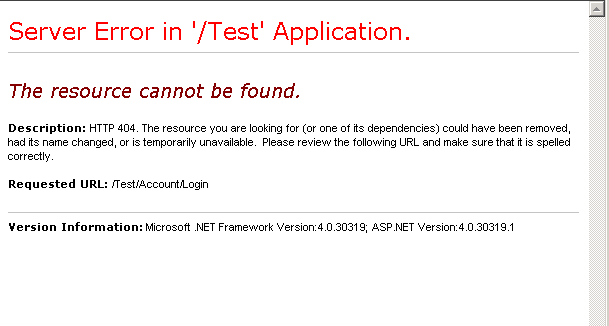 Server Error in '/Test' Application.
The resource cannot be found.
Description: HTTP 404. The resource you are looking for (or one of its dependencies) could have been removed,
had its name changed, or is temporarily unavailable.  Please review the following URL and make sure that it is spelled
correctly.
Requested URL: /Test/Account/Login
Version Information: Microsoft .NET Framework Version:4.0.30319; ASP.NET Version:4.0.30319.1